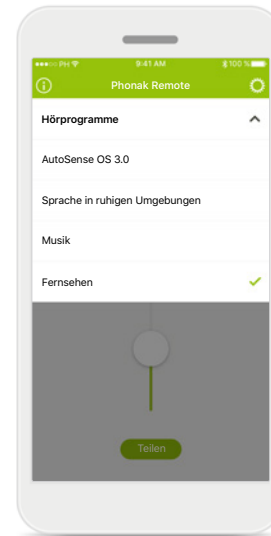 PH 9:41 AM 100 %
Phonak Remote
Hörprogramme
AutoSense OS 3.0
Sprache in ruhigen Umgebungen
Musik
Fernsehen
Teilen